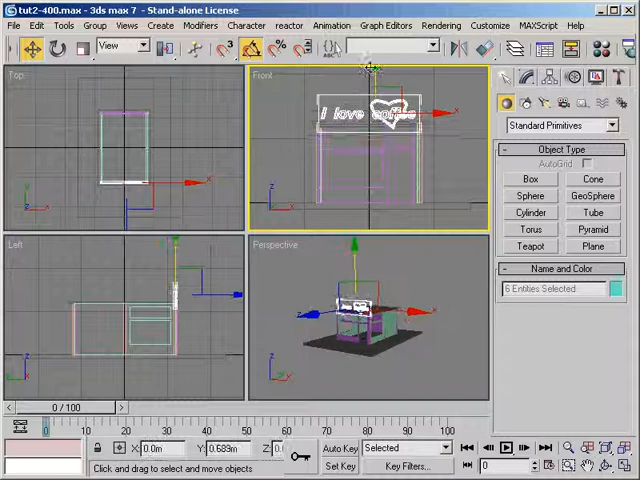 tut2-400.max - 3ds max 7 - Stand-alone License
File Edit Tools Group Views Create Modifiers Character reactor Animation Graph Editors Rendering Customize MAXScript Help
View
Top
Front
I love coffee
Left
Perspective
Standard Primitives
Object Type
AutoGrid
Box Cone
Sphere GeoSphere
Cylinder Tube
Torus Pyramid
Teapot Plane
Name and Color
6 Entities Selected
0 / 100
0 10 20 30 40 50 60 70 80 90 100
X: 0.0m Y: 0.689m Z:
Auto Key Selected
Click and drag to select and move objects
Set Key Key Filters...
0